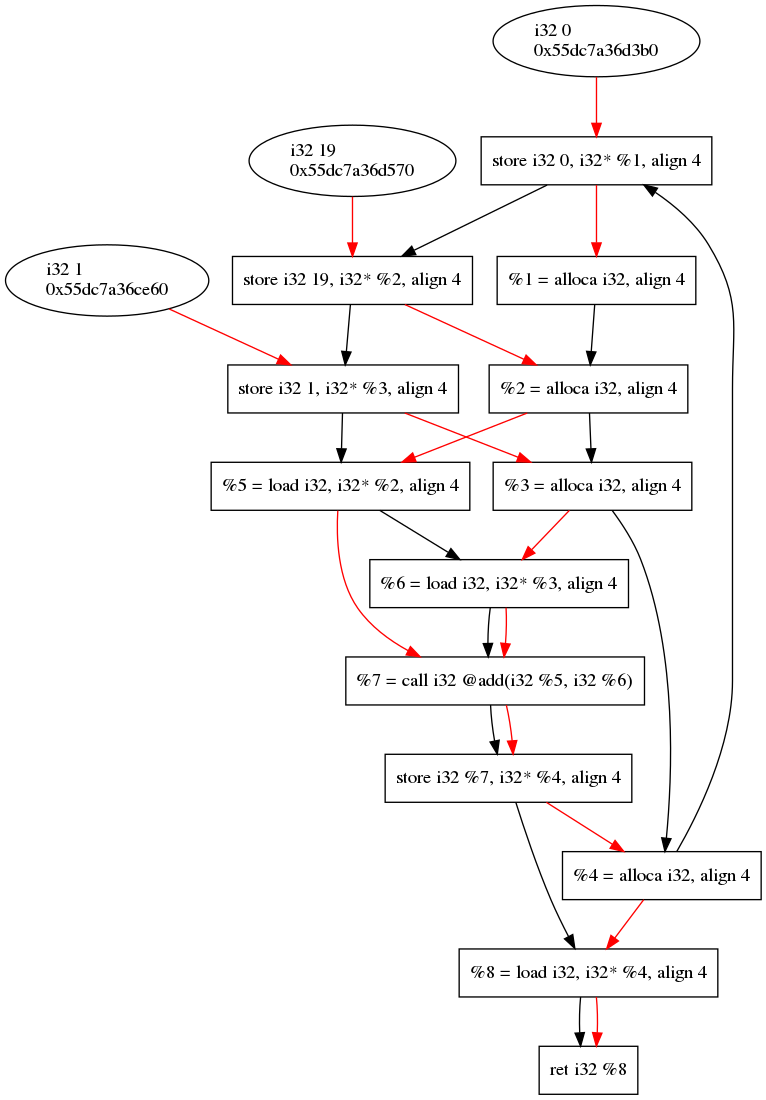 i32 0
0x55dc7a36d3b0
store i32 0, i32* %1, align 4
i32 19
0x55dc7a36d570
i32 1
0x55dc7a36ce60
store i32 19, i32* %2, align 4
%1 = alloca i32, align 4
store i32 1, i32* %3, align 4
%2 = alloca i32, align 4
%5 = load i32, i32* %2, align 4
%3 = alloca i32, align 4
%6 = load i32, i32* %3, align 4
%7 = call i32 @add(i32 %5, i32 %6)
store i32 %7, i32* %4, align 4
%4 = alloca i32, align 4
%8 = load i32, i32* %4, align 4
ret i32 %8